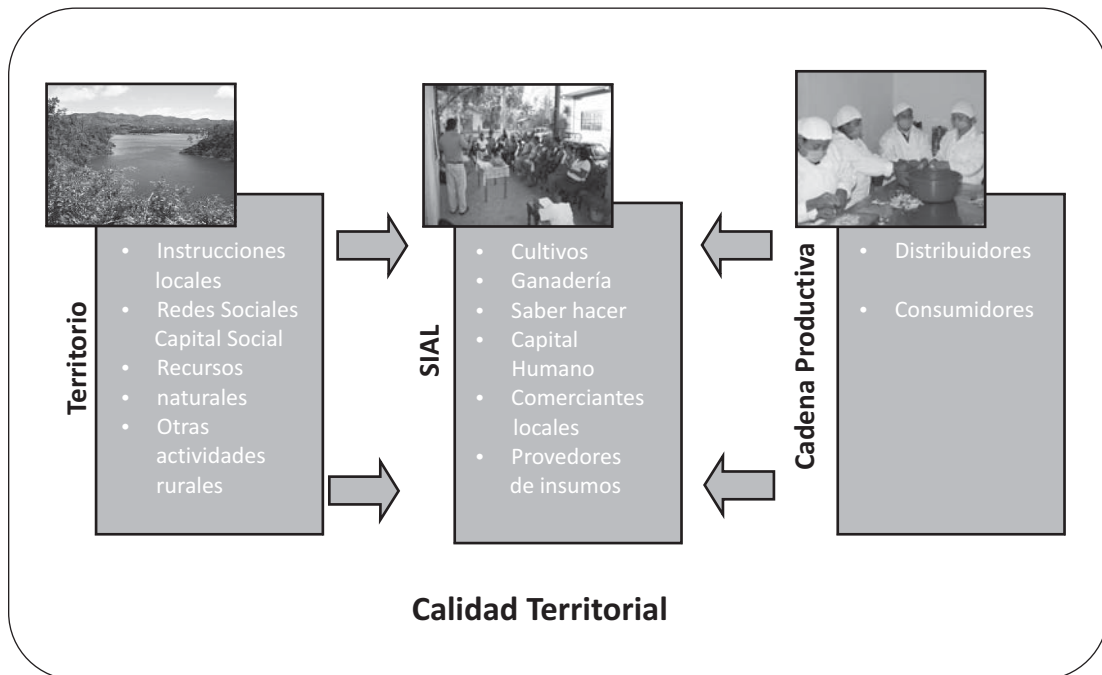 Territorio
• Instrucciones
locales
• Redes Sociales
Capital Social
• Recursos
• naturales
• Otras
actividades
rurales
SIAL
• Cultivos
• Ganadería
• Saber hacer
• Capital
Humano
• Comerciantes
locales
• Provedores
de insumos
Cadena Productiva
• Distribuidores
• Consumidores
Calidad Territorial